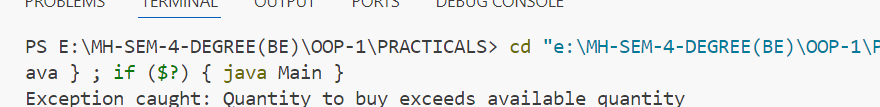 PROBLEMS TERMINAL OUTPUT PORTS DEBUG CONSOLE
PS E:\MH-SEM-4-DEGREE(BE)\OOP-1\PRACTICALS> cd "e:\MH-SEM-4-DEGREE(BE)\OOP-1\P
ava } ; if ($?) { java Main }
Exception caught: Quantity to buy exceeds available quantity